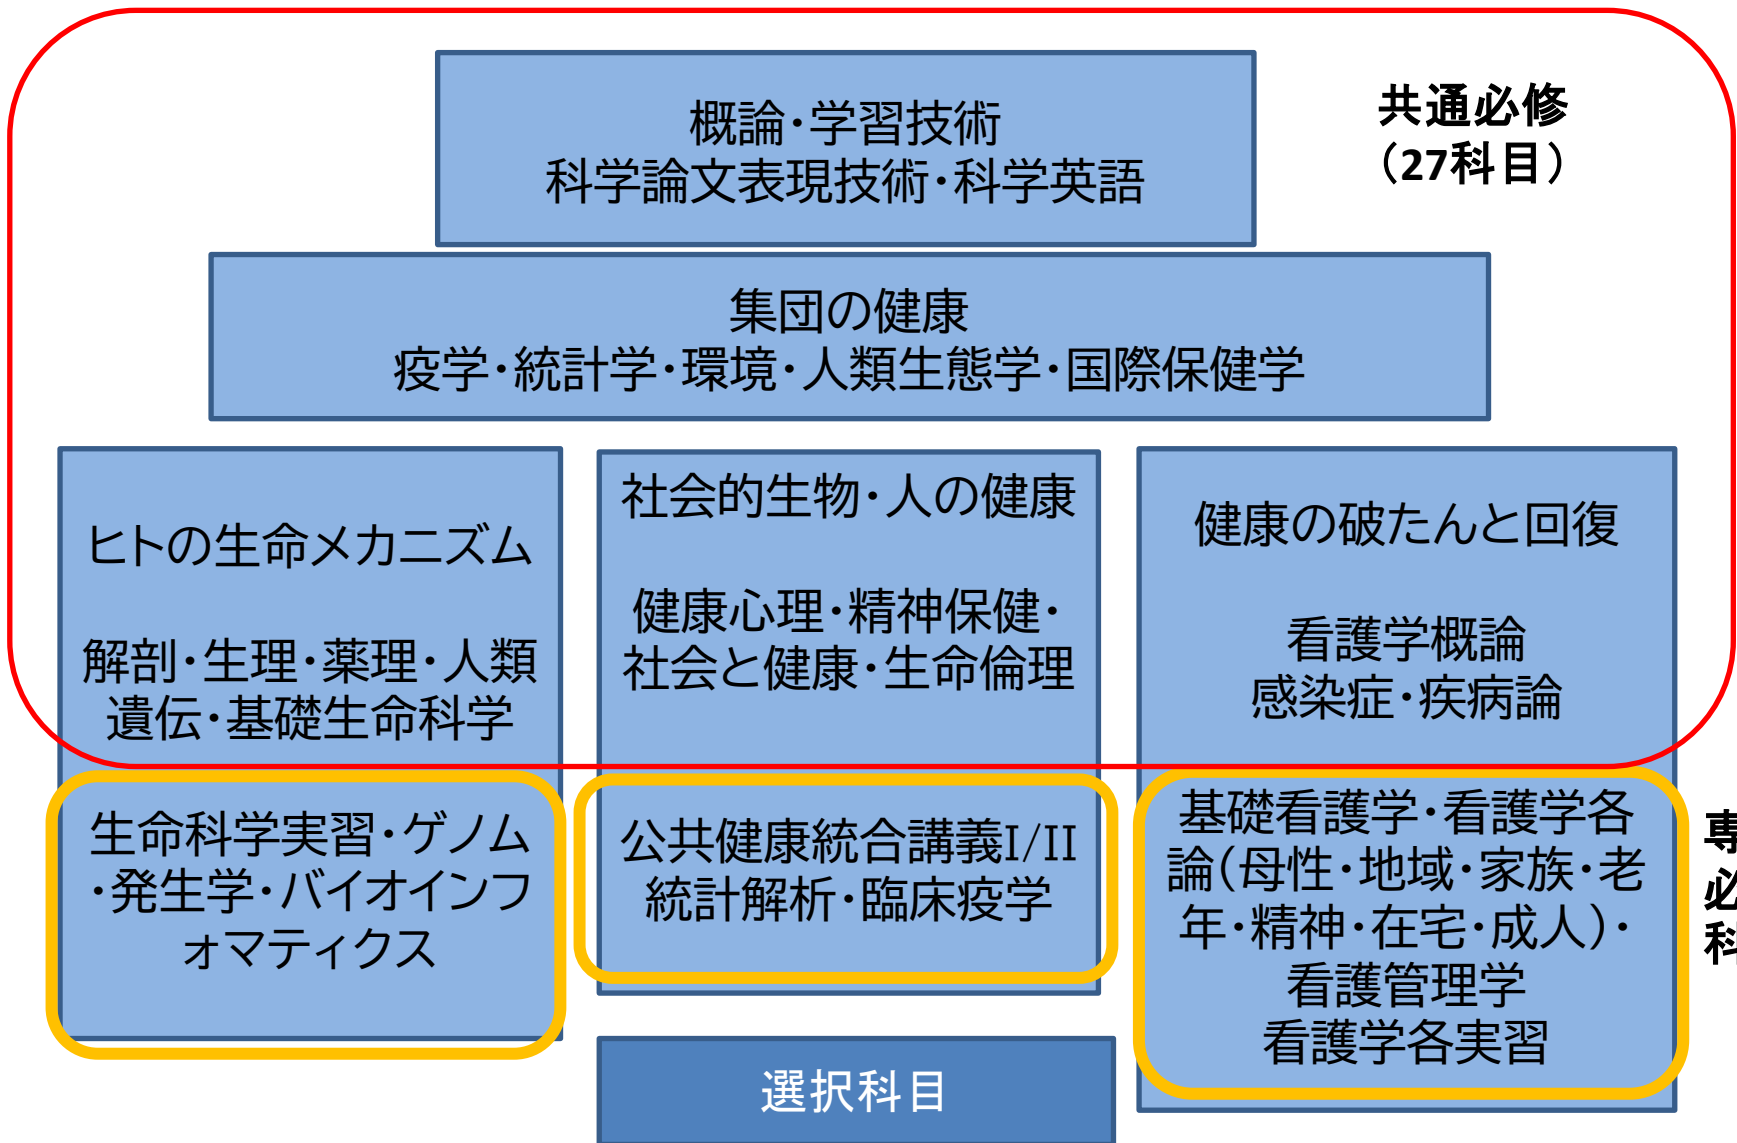 概論・学習技術
科学論文表現技術・科学英語
共通必修
（27科目）
集団の健康
疫学・統計学・環境・人類生態学・国際保健学
ヒトの生命メカニズム
解剖・生理・薬理・人類
遺伝・基礎生命科学
社会的生物・人の健康
健康心理・精神保健・
社会と健康・生命倫理
健康の破たんと回復
看護学概論
感染症・疾病論
生命科学実習・ゲノム
・発生学・バイオインフ
ォマティクス
公共健康統合講義I/II
統計解析・臨床疫学
基礎看護学・看護学各
論（母性・地域・家族・老
年・精神・在宅・成人）・
看護管理学
看護学各実習
専
必
科
選択科目